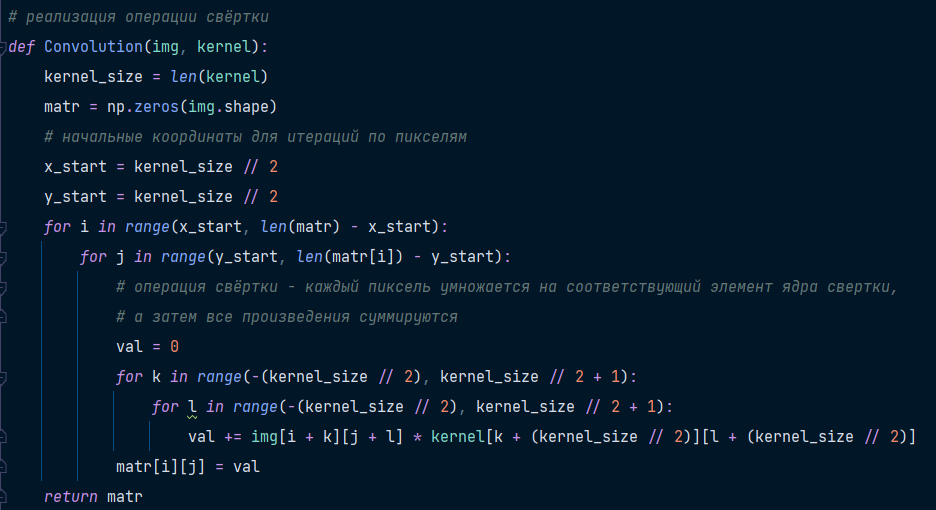 # реализация операции свёртки
def Convolution(img, kernel):
    kernel_size = len(kernel)
    matr = np.zeros(img.shape)
    # начальные координаты для итераций по пикселям
    x_start = kernel_size // 2
    y_start = kernel_size // 2
    for i in range(x_start, len(matr) - x_start):
        for j in range(y_start, len(matr[i]) - y_start):
            # операция свёртки - каждый пиксель умножается на соответствующий элемент ядра свертки,
            # а затем все произведения суммируются
            val = 0
            for k in range(-(kernel_size // 2), kernel_size // 2 + 1):
                for l in range(-(kernel_size // 2), kernel_size // 2 + 1):
                    val += img[i + k][j + l] * kernel[k + (kernel_size // 2)][l + (kernel_size // 2)]
            matr[i][j] = val
    return matr